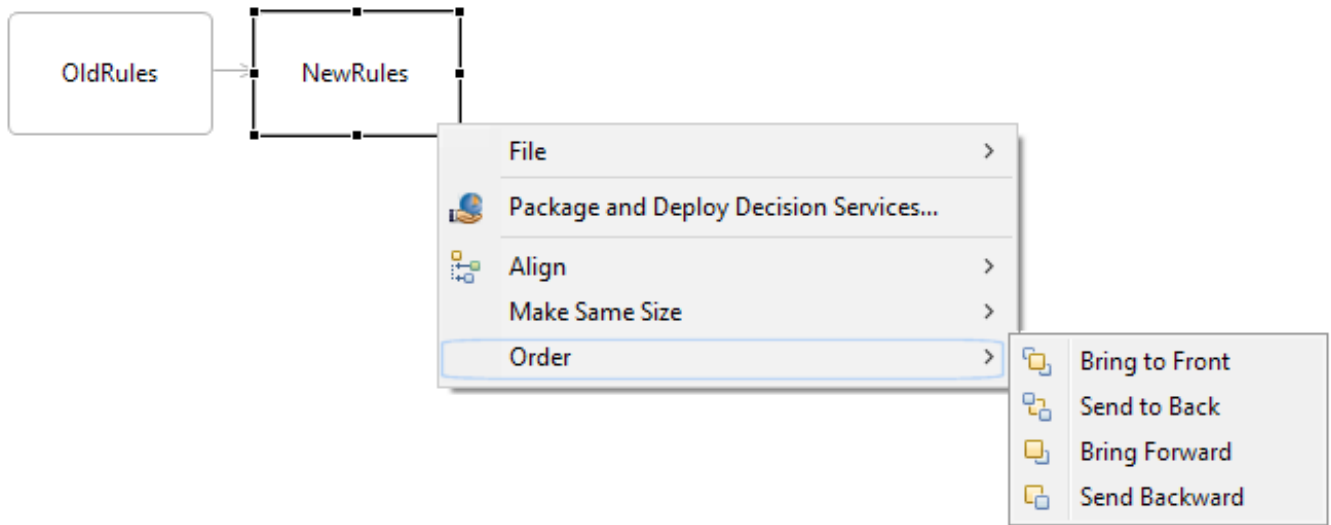 OldRules
NewRules
File
Package and Deploy Decision Services...
Align
Make Same Size
Order
Bring to Front
Send to Back
Bring Forward
Send Backward